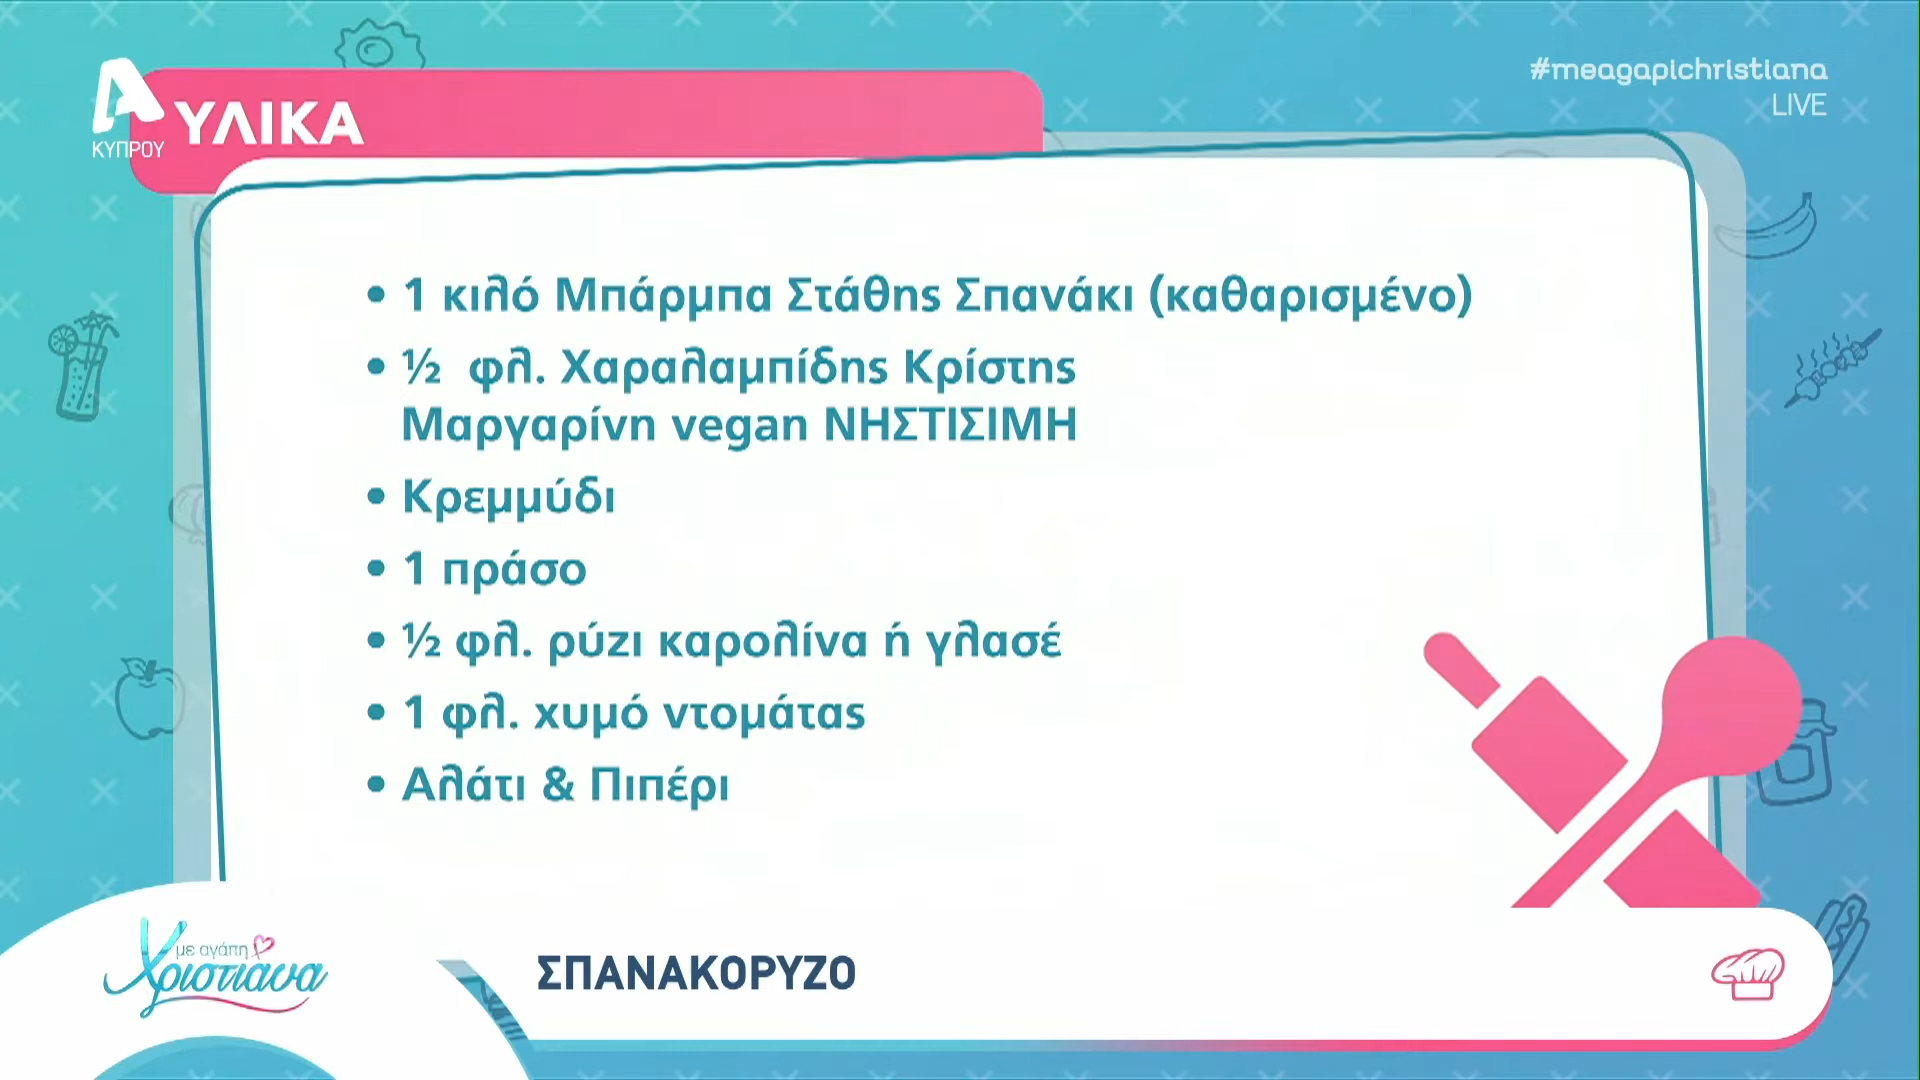 #meagapichristiana
LIVE
ΚΥΠΡΟΥ
ΥΛΙΚΑ
• 1 κιλό Μπάρμπα Στάθης Σπανάκι (καθαρισμένο)
• ½ φλ. Χαραλαμπίδης Κρίστης
Μαργαρίνη vegan ΝΗΣΤΙΣΙΜΗ
• Κρεμμύδι
• 1 πράσο
• ½ φλ. ρύζι καρολίνα ή γλασέ
• 1 φλ. χυμό ντομάτας
• Αλάτι & Πιπέρι
με αγάπη
Χριστιάνα
ΣΠΑΝΑΚΟΡΥΖΟ